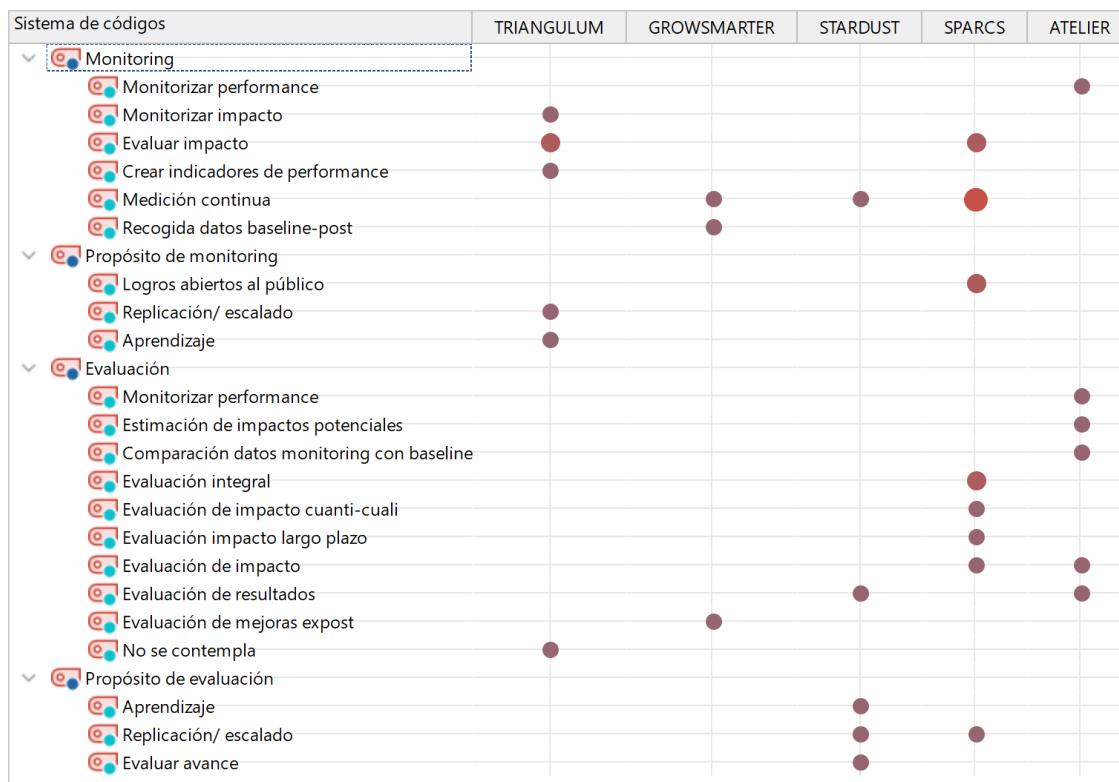 Sistema de códigos TRIANGULUM GROWSMARTER STARDUST SPARCS ATELIER
Monitoring
Monitorizar performance
Monitorizar impacto
Evaluar impacto
Crear indicadores de performance
Medición continua
Recogida datos baseline-post
Propósito de monitoring
Logros abiertos al público
Replicación/ escalado
Aprendizaje
Evaluación
Monitorizar performance
Estimación de impactos potenciales
Comparación datos monitoring con baseline
Evaluación integral
Evaluación de impacto cuanti-cuali
Evaluación impacto largo plazo
Evaluación de impacto
Evaluación de resultados
Evaluación de mejoras expost
No se contempla
Propósito de evaluación
Aprendizaje
Replicación/ escalado
Evaluar avance